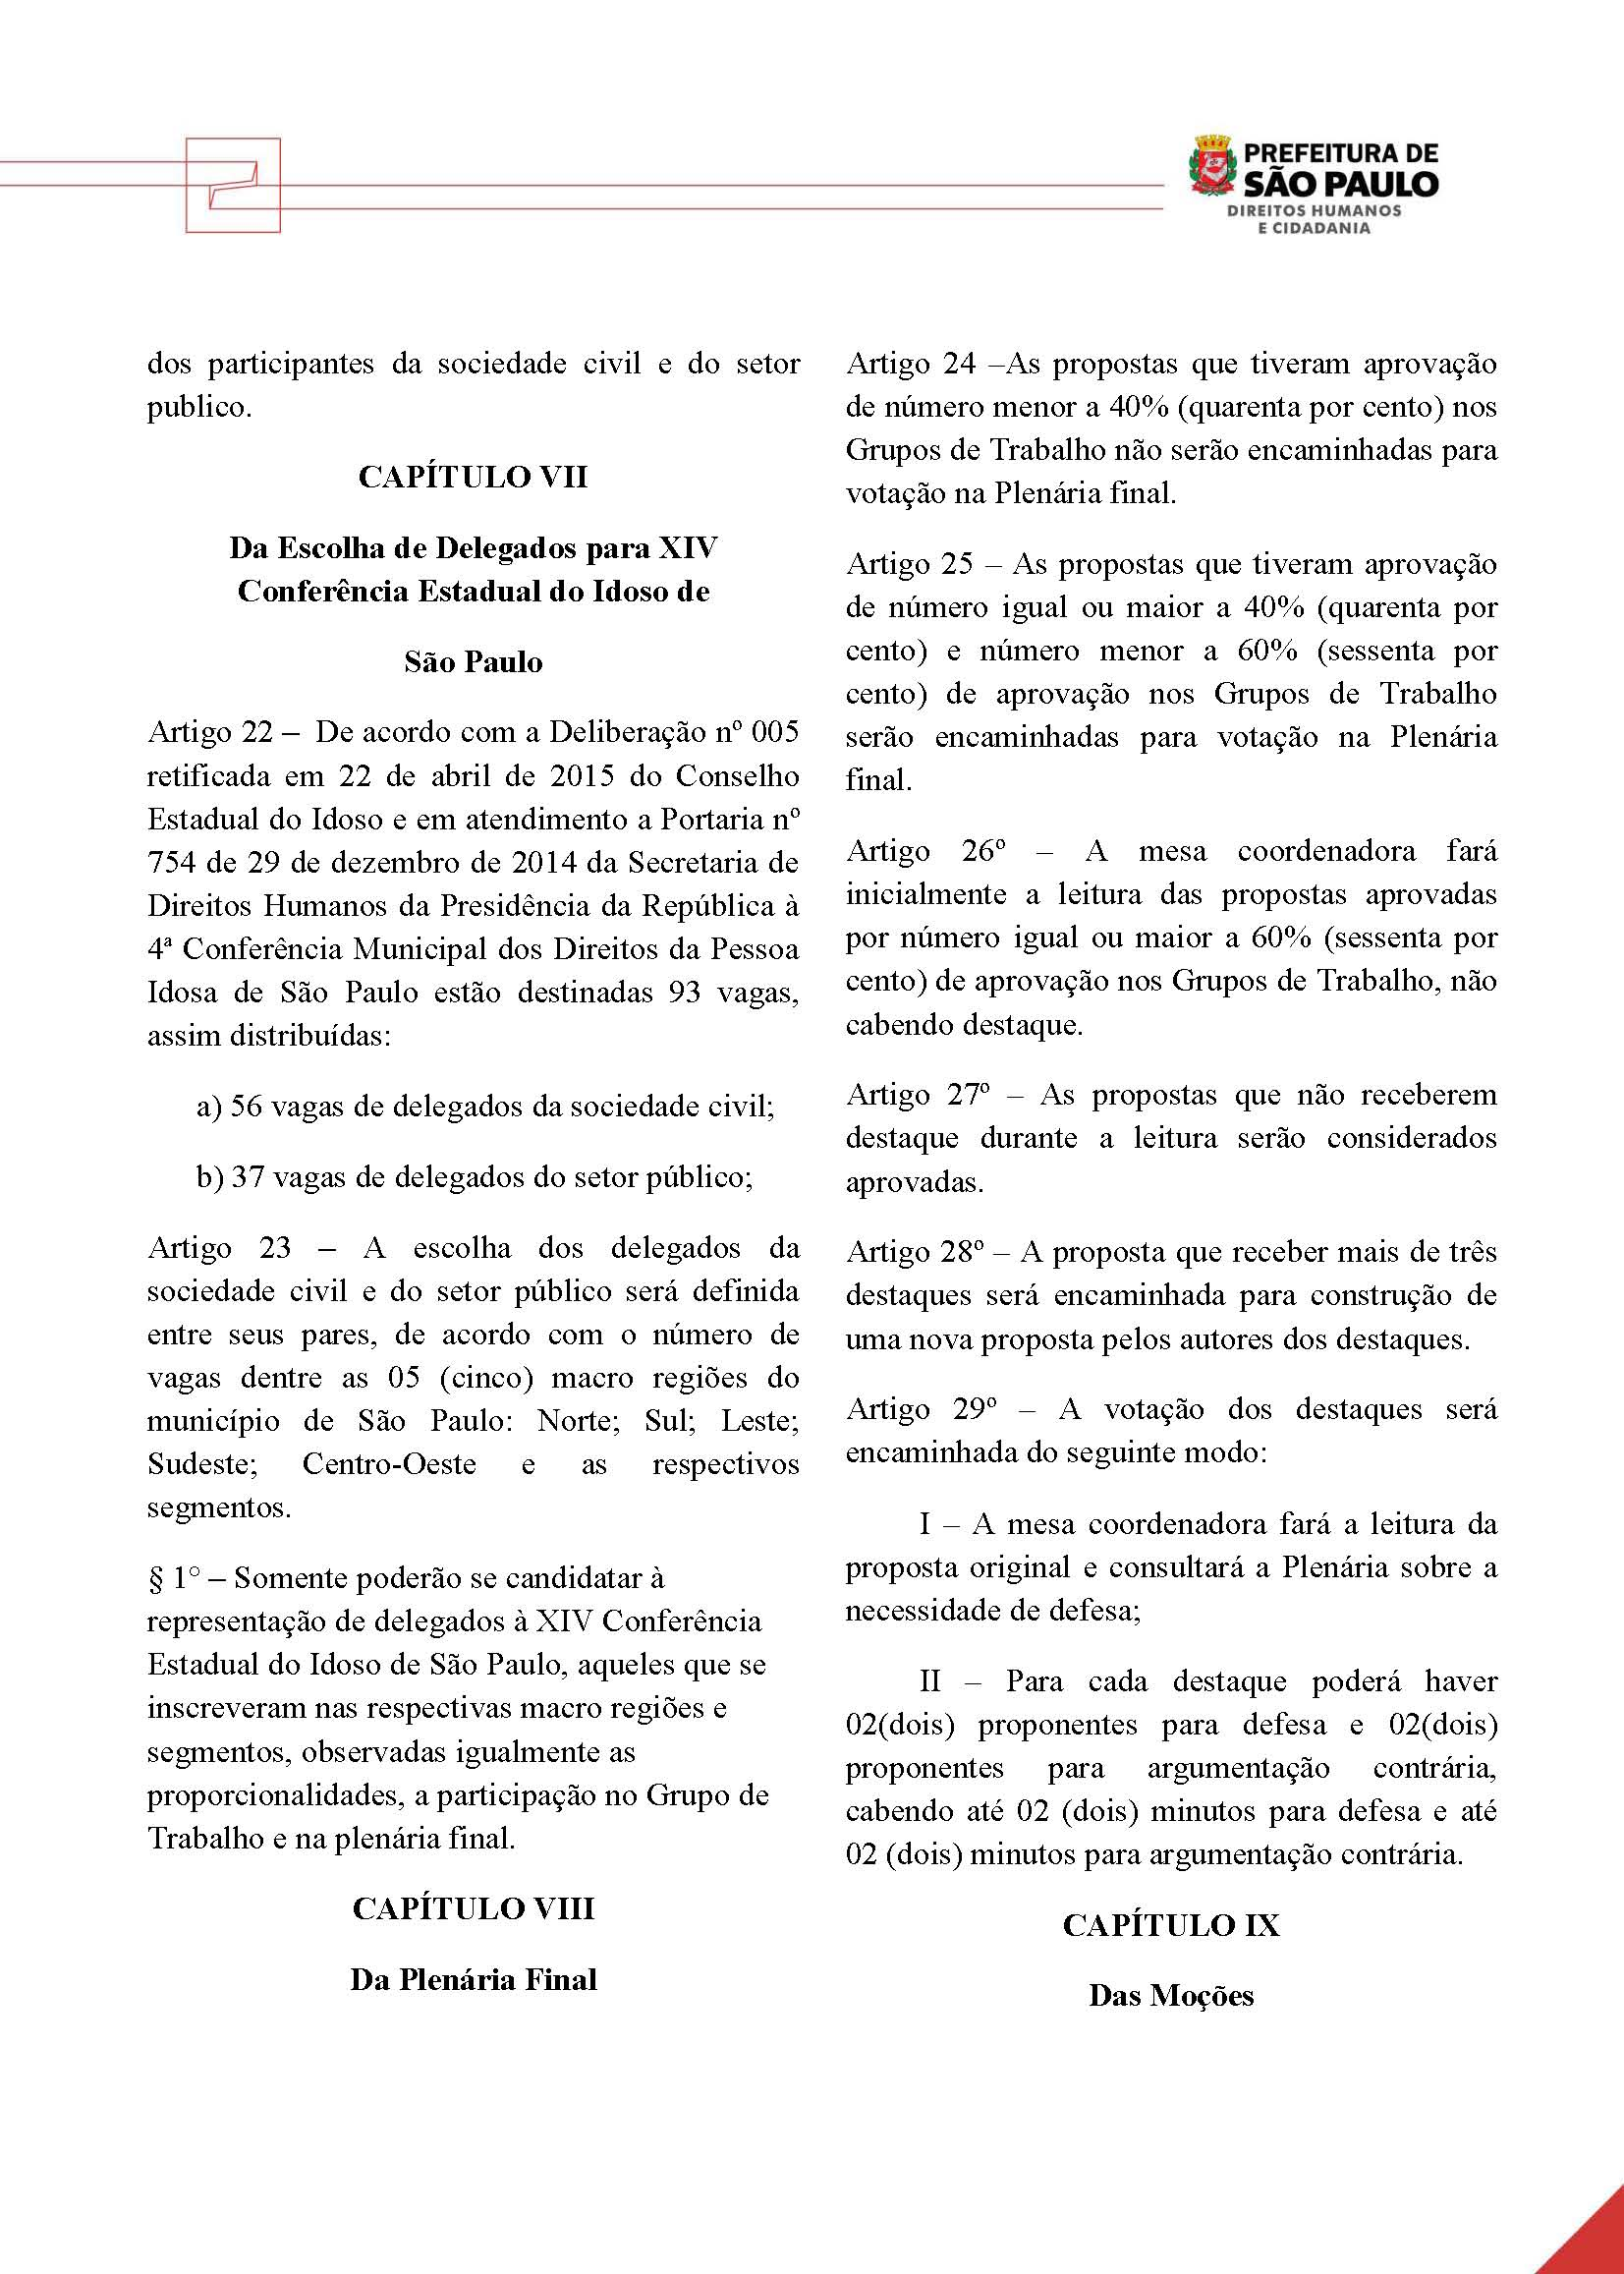 PREFEITURA DE
SÃO PAULO
DIREITOS HUMANOS
E CIDADANIA
dos participantes da sociedade civil e do setor
publico.
CAPÍTULO VII
Da Escolha de Delegados para XIV
Conferência Estadual do Idoso de
São Paulo
Artigo 22 – De acordo com a Deliberação nº 005
retificada em 22 de abril de 2015 do Conselho
Estadual do Idoso e em atendimento a Portaria nº
754 de 29 de dezembro de 2014 da Secretaria de
Direitos Humanos da Presidência da República à
4ª Conferência Municipal dos Direitos da Pessoa
Idosa de São Paulo estão destinadas 93 vagas,
assim distribuídas:
a) 56 vagas de delegados da sociedade civil;
b) 37 vagas de delegados do setor público;
Artigo 23 – A escolha dos delegados da
sociedade civil e do setor público será definida
entre seus pares, de acordo com o número de
vagas dentre as 05 (cinco) macro regiões do
município de São Paulo: Norte; Sul; Leste;
Sudeste; Centro-Oeste e as respectivos
segmentos.
§ 1° – Somente poderão se candidatar à
representação de delegados à XIV Conferência
Estadual do Idoso de São Paulo, aqueles que se
inscreveram nas respectivas macro regiões e
segmentos, observadas igualmente as
proporcionalidades, a participação no Grupo de
Trabalho e na plenária final.
CAPÍTULO VIII
Da Plenária Final
Artigo 24 –As propostas que tiveram aprovação
de número menor a 40% (quarenta por cento) nos
Grupos de Trabalho não serão encaminhadas para
votação na Plenária final.
Artigo 25 – As propostas que tiveram aprovação
de número igual ou maior a 40% (quarenta por
cento) e número menor a 60% (sessenta por
cento) de aprovação nos Grupos de Trabalho
serão encaminhadas para votação na Plenária
final.
Artigo 26º – A mesa coordenadora fará
inicialmente a leitura das propostas aprovadas
por número igual ou maior a 60% (sessenta por
cento) de aprovação nos Grupos de Trabalho, não
cabendo destaque.
Artigo 27º – As propostas que não receberem
destaque durante a leitura serão considerados
aprovadas.
Artigo 28º – A proposta que receber mais de três
destaques será encaminhada para construção de
uma nova proposta pelos autores dos destaques.
Artigo 29º – A votação dos destaques será
encaminhada do seguinte modo:
I – A mesa coordenadora fará a leitura da
proposta original e consultará a Plenária sobre a
necessidade de defesa;
II – Para cada destaque poderá haver
02(dois) proponentes para defesa e 02(dois)
proponentes para argumentação contrária,
cabendo até 02 (dois) minutos para defesa e até
02 (dois) minutos para argumentação contrária.
CAPÍTULO IX
Das Moções